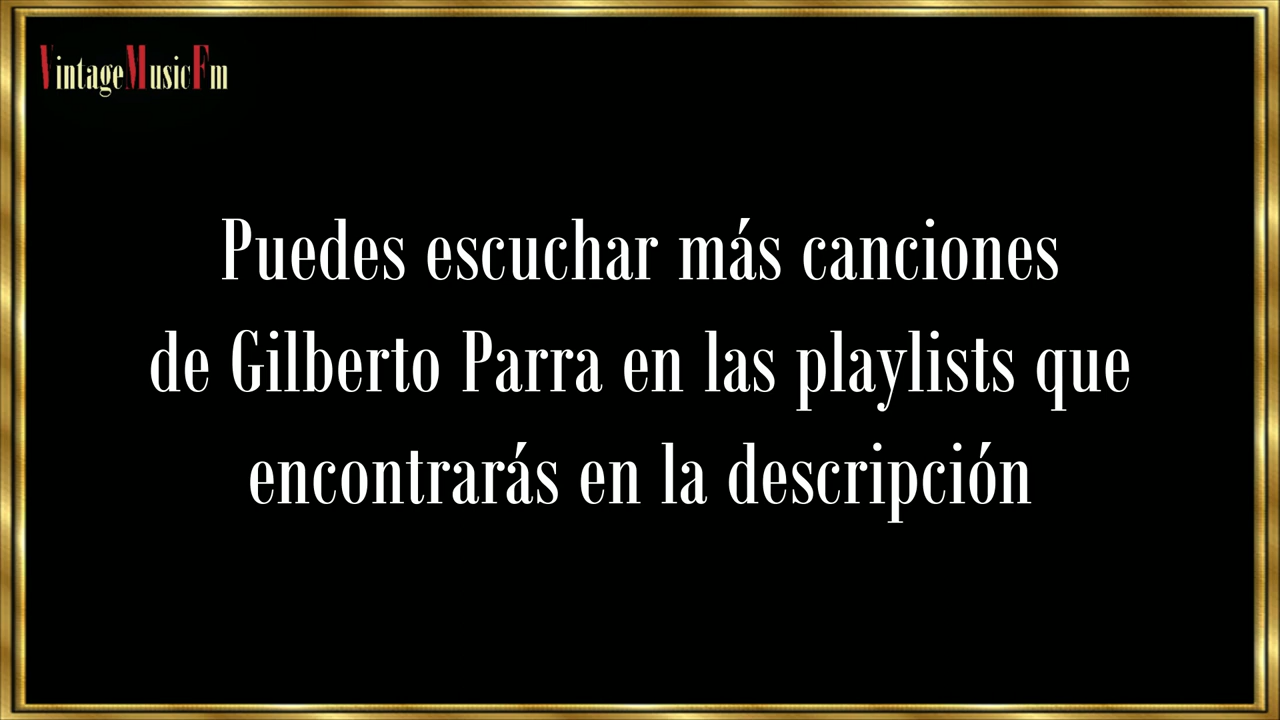 VintageMusicFm
Puedes escuchar más canciones
de Gilberto Parra en las playlists que
encontrarás en la descripción